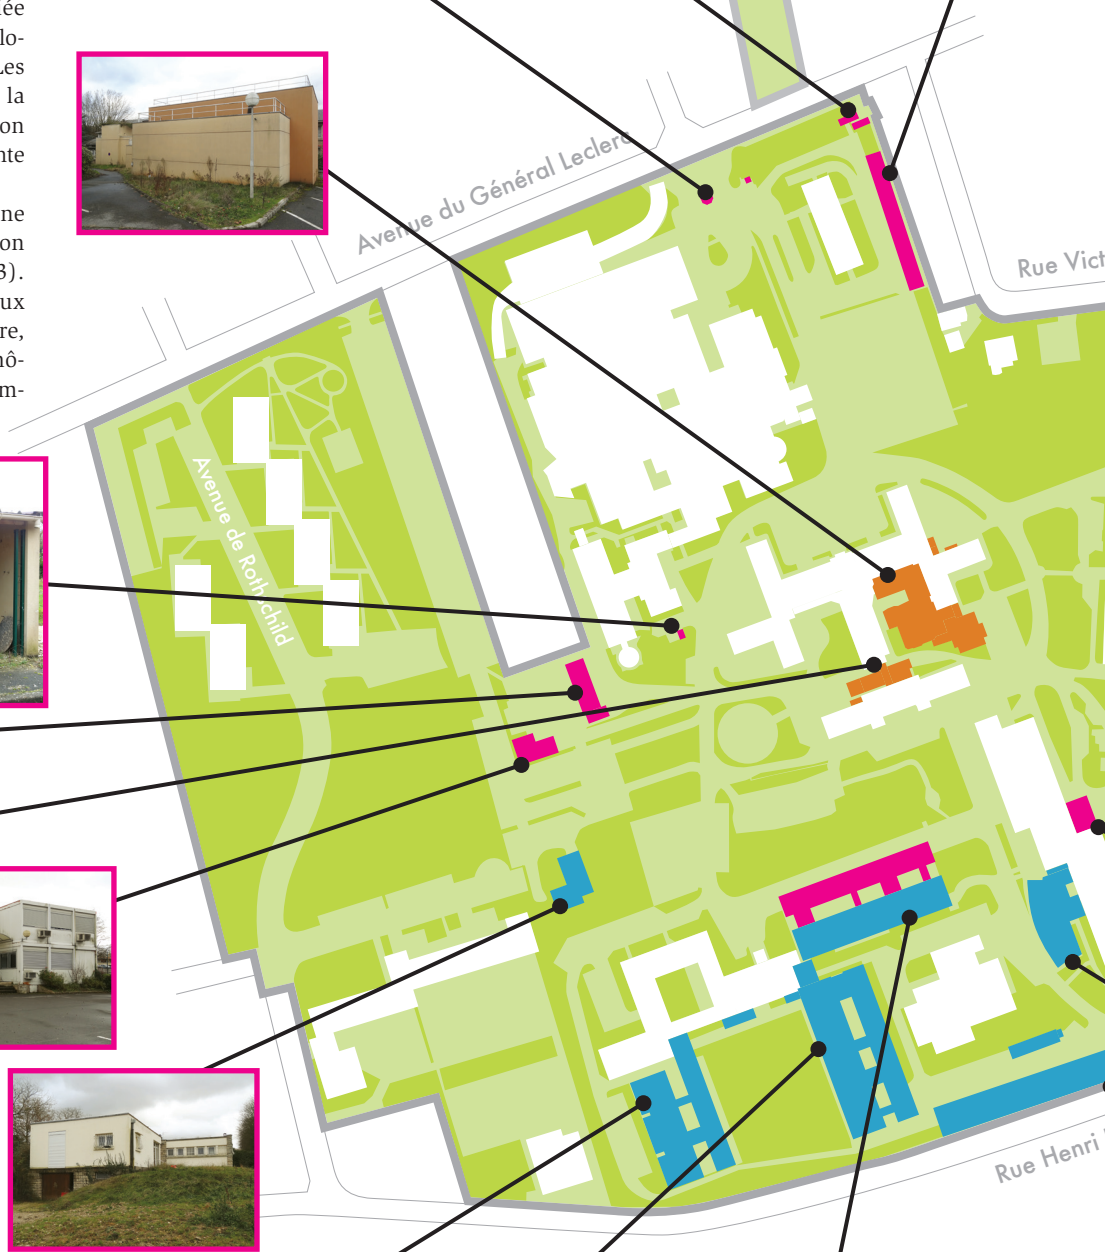 ée
lo-
Les
la
on
nte
ne
on
3).
ux
re,
nô-
m-
Avenue du Général Leclerc
Rue Vict
Avenue de Rothschild
Rue Henri